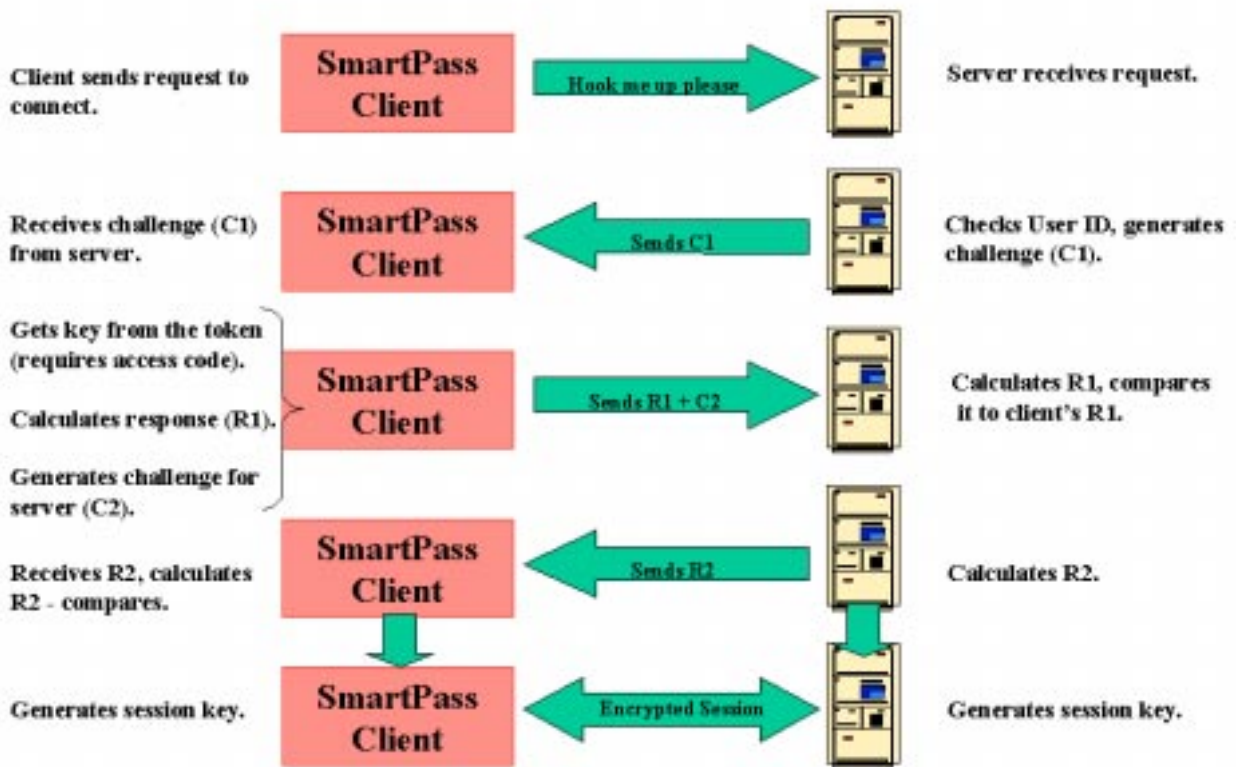 Client sends request to
connect.
SmartPass
Client
Hook me up please
Server receives request.
Receives challenge (C1)
from server.
SmartPass
Client
Sends C1
Checks User ID, generates
challenge (C1).
Gets key from the token
(requires access code).
Calculates response (R1).
Generates challenge for
server (C2).
SmartPass
Client
Sends R1 + C2
Calculates R1, compares
it to client's R1.
Receives R2, calculates
R2 - compares.
SmartPass
Client
Sends R2
Calculates R2.
Generates session key.
SmartPass
Client
Encrypted Session
Generates session key.